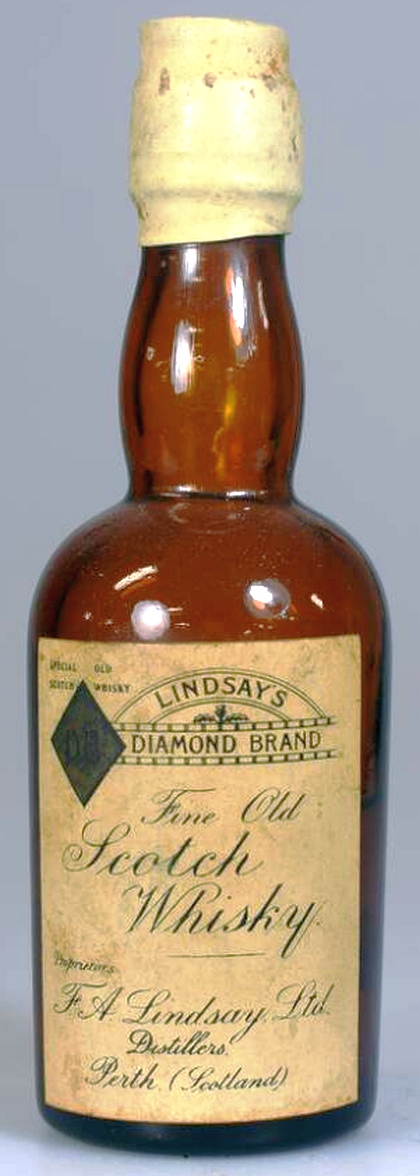 SPECIAL OLD
SCOTCH WHISKY
LINDSAY'S
DIAMOND BRAND
Fine Old
Scotch
Whisky.
Proprietors
F. A. Lindsay, Ltd.
Distillers,
Perth. (Scotland)